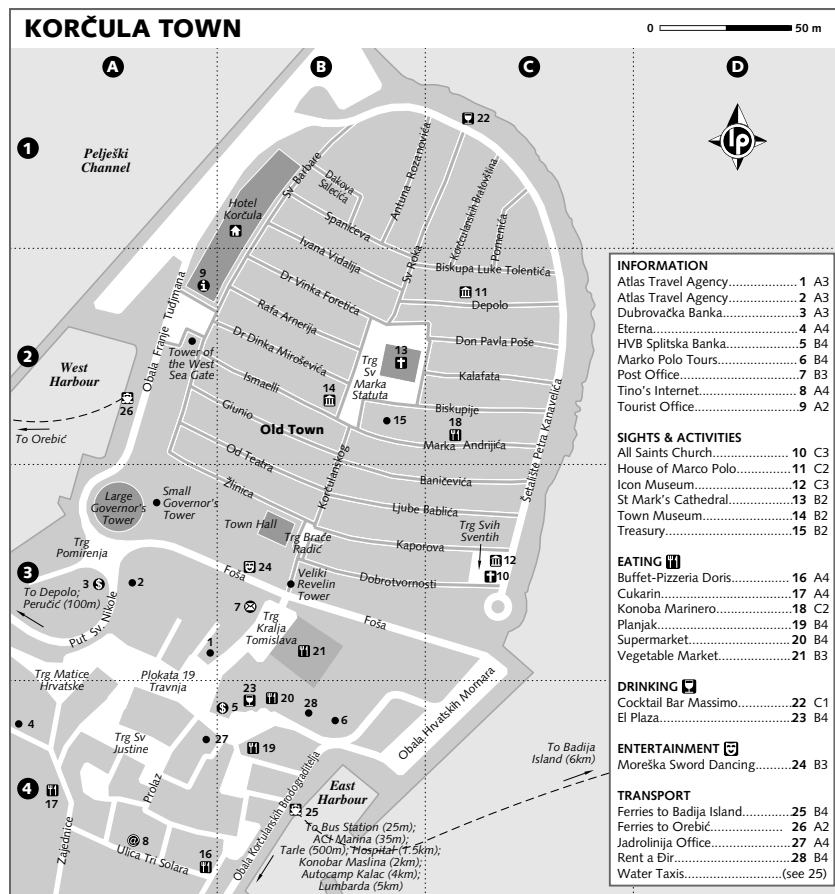 KORČULA TOWN
0 50 m
A
B
C
D
1
2
3
4
Pelješki
Channel
22
lp
Hotel
Korčula
Sv Barbare
Dakova
Salecića
Antuna Rozanovića
Korčulanskih Bratovština
Pomenića
Spanićeva
Ivana Vidalija
Sv Roka
Biskupa Luke Tolentića
11
Depolo
9
Obala Franje Tudjmana
Dr Vinka Foretića
Rafa Arnerija
Dr Dinka Miroševića
Don Pavla Poše
13
Trg
Sv
Marka
Statuta
Kalafata
Tower of
the West
Sea Gate
West
Harbour
26
To Orebić
Ismaelli
14
Giunio
Old Town
Biskupije
15
18
Marka Andrijića
Šetalište Petra Kanavelića
Od Teatra
Korčulanskog
Baničevića
Žlinica
Ljube Bablića
Large
Governor's
Tower
Small
Governor's
Tower
Town Hall
Trg Braće
Radić
Kaporova
Trg Svih
Sventih
12
10
Trg
Pomirenja
Foša
24
Veliki
Revelin
Tower
Dobrotvornosti
3
2
To Depolo;
Peručić (100m)
Put Sv. Nikole
7
Trg
Kralja
Tomislava
Foša
1
21
Trg Matice
Hrvatske
Plokata 19
Travnja
23
20
28
5
6
4
Trg Sv
Justine
27
19
Obala Hrvatskih Mornara
To Badija
Island (6km)
17
Prolaz
Zajednice
8
Ulica Tri Solara
16
Obala Korčulanskih Brodograditelja
East
Harbour
25
To Bus Station (25m);
ACI Marina (35m);
Tarle (500m); Hospital (1.5km);
Konobar Maslina (2km);
Autocamp Kalac (4km);
Lumbarda (5km)
INFORMATION
Atlas Travel Agency 1 A3
Atlas Travel Agency 2 A3
Dubrovačka Banka 3 A3
Eterna 4 A4
HVB Splitska Banka 5 B4
Marko Polo Tours 6 B4
Post Office 7 B3
Tino's Internet 8 A4
Tourist Office 9 A2
SIGHTS & ACTIVITIES
All Saints Church 10 C3
House of Marco Polo 11 C2
Icon Museum 12 C3
St Mark's Cathedral 13 B2
Town Museum 14 B2
Treasury 15 B2
EATING
Buffet-Pizzeria Doris 16 A4
Cukarin 17 A4
Konoba Marinero 18 C2
Planjak 19 B4
Supermarket 20 B4
Vegetable Market 21 B3
DRINKING
Cocktail Bar Massimo 22 C1
El Plaza 23 B4
ENTERTAINMENT
Moreška Sword Dancing 24 B3
TRANSPORT
Ferries to Badija Island 25 B4
Ferries to Orebić 26 A2
Jadrolinija Office 27 A4
Rent a Đir 28 B4
Water Taxis (see 25)